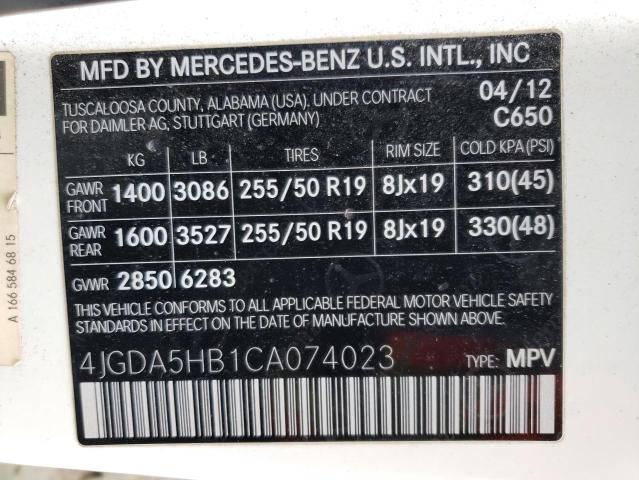 MFD BY MERCEDES-BENZ U.S. INTL., INC
TUSCALOOSA COUNTY, ALABAMA (USA), UNDER CONTRACT 04/12
FOR DAIMLER AG, STUTTGART (GERMANY) C650
KG LB TIRES RIM SIZE COLD KPA (PSI)
GAWR FRONT 1400 3086 255/50 R19 8Jx19 310(45)
GAWR REAR 1600 3527 255/50 R19 8Jx19 330(48)
GVWR 2850 6283
THIS VEHICLE CONFORMS TO ALL APPLICABLE FEDERAL MOTOR VEHICLE SAFETY
AND THEFT PREVENTION STANDARDS IN EFFECT ON THE
DATE OF MANUFACTURE SHOWN ABOVE.
4JGDA5HB1CA074023 TYPE: MPV
A 166 584 68 15